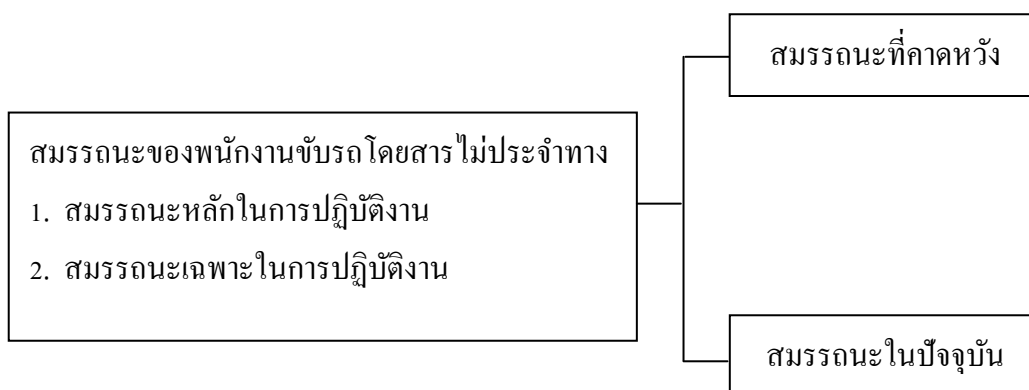 สมรรถนะที่คาดหวัง
สมรรถนะของพนักงานขับรถโดยสารไม่ประจำทาง
1. สมรรถนะหลักในการปฏิบัติงาน
2. สมรรถนะเฉพาะในการปฏิบัติงาน
สมรรถนะในปัจจุบัน